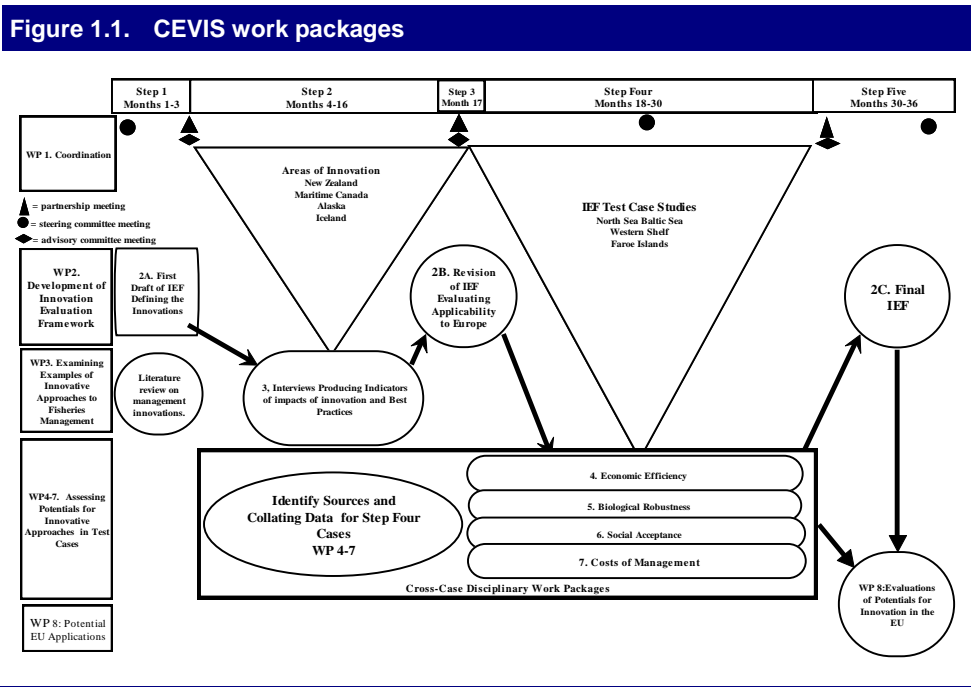 Figure 1.1. CEVIS work packages
Step 1
Months 1-3
Step 2
Months 4-16
Step 3
Month 17
Step Four
Months 18-30
Step Five
Months 30-36
WP 1. Coordination
▲ = partnership meeting
● = steering committee meeting
◆ = advisory committee meeting
Areas of Innovation
New Zealand
Maritime Canada
Alaska
Iceland
IEF Test Case Studies
North Sea Baltic Sea
Western Shelf
Faroe Islands
WP2.
Development of
Innovation
Evaluation
Framework
2A. First
Draft of IEF
Defining the
Innovations
2B. Revision
of IEF
Evaluating
Applicability
to Europe
2C. Final
IEF
WP3. Examining
Examples of
Innovative
Approaches to
Fisheries
Management
Literature
review on
management
innovations.
3, Interviews Producing Indicators
of impacts of innovation and Best
Practices
WP4-7. Assessing
Potentials for
Innovative
Approaches in Test
Cases
Identify Sources and
Collating Data for Step Four
Cases
WP 4-7
4. Economic Efficiency
5. Biological Robustness
6. Social Acceptance
7. Costs of Management
Cross-Case Disciplinary Work Packages
WP 8: Potential
EU Applications
WP 8:Evaluations
of Potentials for
Innovation in the
EU